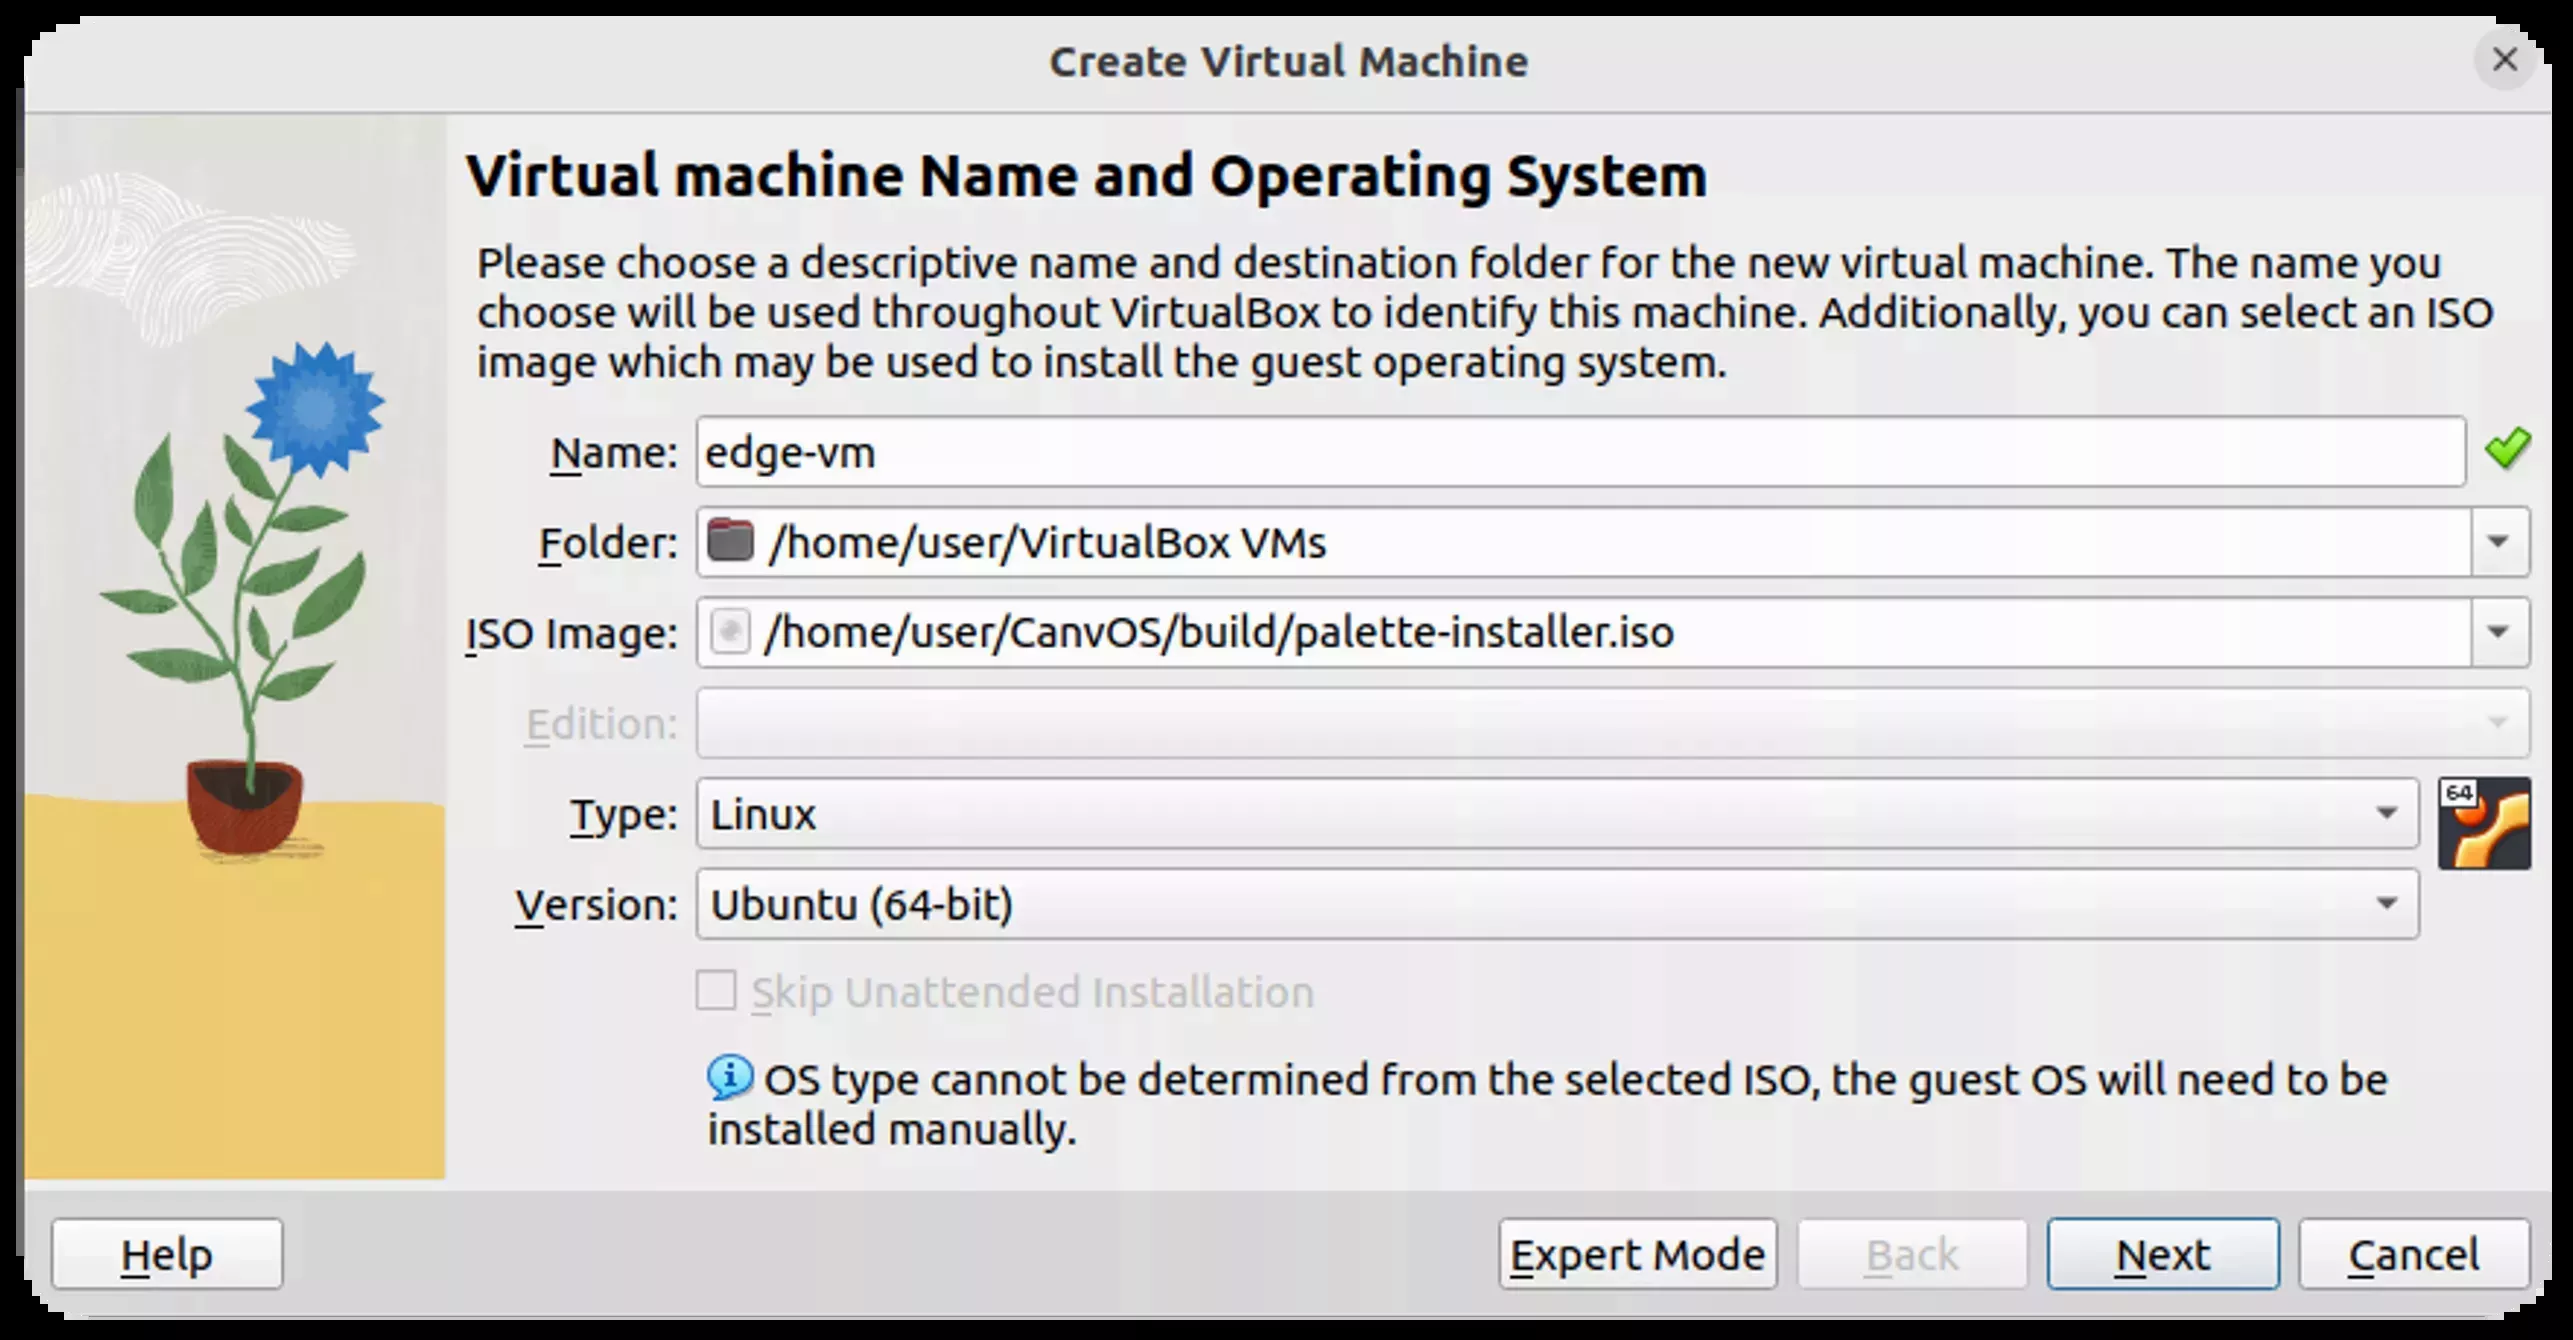 Create Virtual Machine
Virtual machine Name and Operating System
Please choose a descriptive name and destination folder for the new virtual machine. The name you
choose will be used throughout VirtualBox to identify this machine. Additionally, you can select an ISO
image which may be used to install the guest operating system.
Name: edge-vm
Folder: /home/user/VirtualBox VMs
ISO Image: /home/user/CanvOS/build/palette-installer.iso
Edition:
Type: Linux
64
Version: Ubuntu (64-bit)
Skip Unattended Installation
OS type cannot be determined from the selected ISO, the guest OS will need to be
installed manually.
Help Expert Mode Back Next Cancel